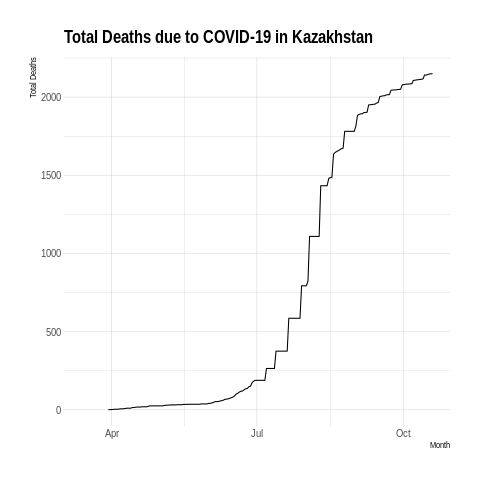 Total Deaths due to COVID-19 in Kazakhstan
Total Deaths
2000
1500
1000
500
0
Apr
Jul
Oct
Month